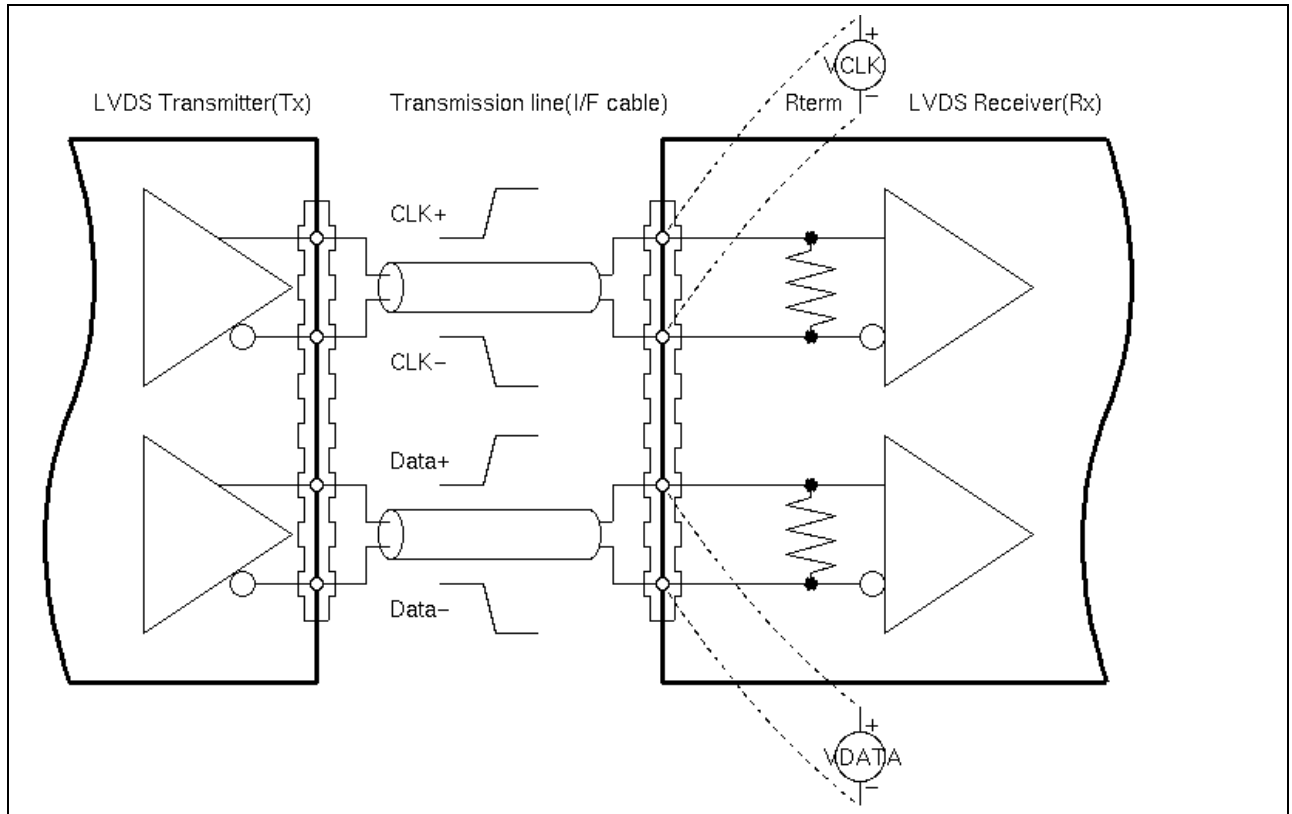 VCLK
+
−
LVDS Transmitter(Tx)
Transmission line(I/F cable)
Rterm
LVDS Receiver(Rx)
CLK+
CLK−
Data+
Data−
+
VDATA
−